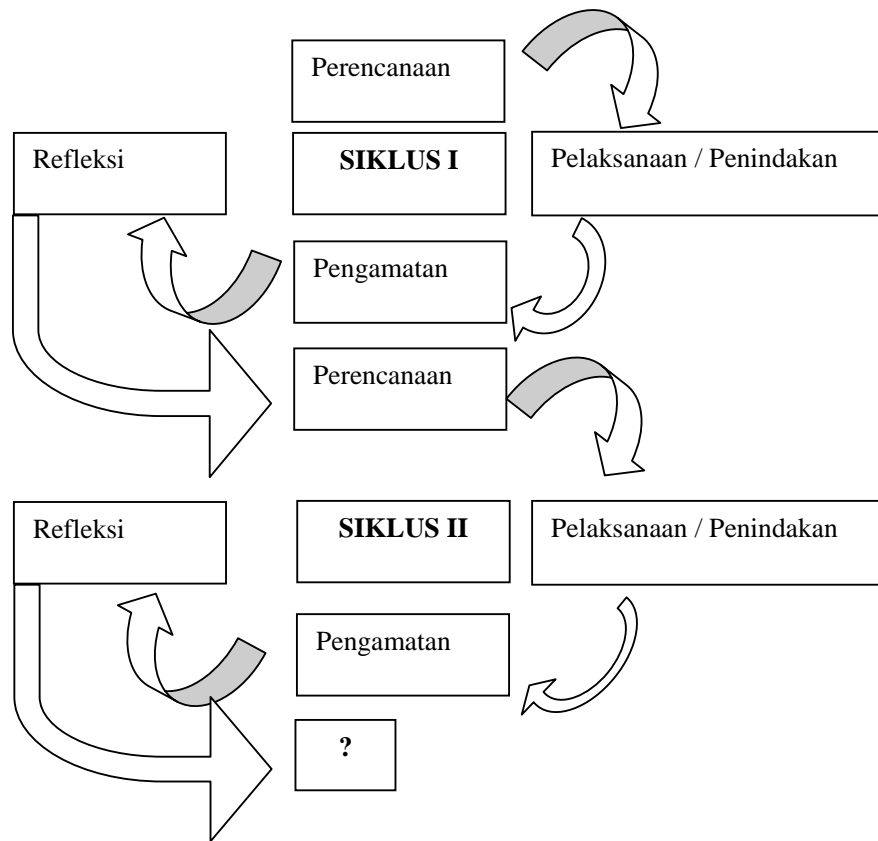 Perencanaan
Refleksi
SIKLUS I
Pelaksanaan / Penindakan
Pengamatan
Perencanaan
Refleksi
SIKLUS II
Pelaksanaan / Penindakan
Pengamatan
?